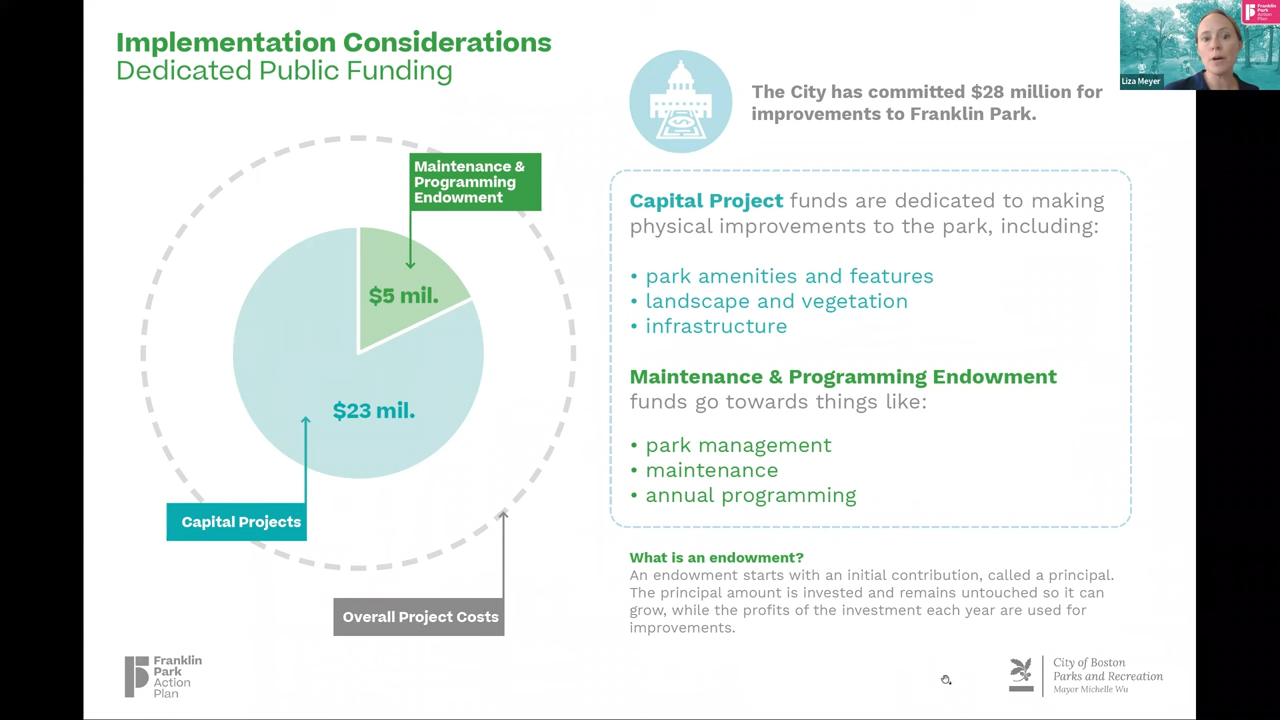 Implementation Considerations
Dedicated Public Funding
Maintenance &
Programming
Endowment
$5 mil.
$23 mil.
Capital Projects
Overall Project Costs
The City has committed $28 million for
improvements to Franklin Park.
Capital Project funds are dedicated to making
physical improvements to the park, including:
• park amenities and features
• landscape and vegetation
• infrastructure
Maintenance & Programming Endowment
funds go towards things like:
• park management
• maintenance
• annual programming
What is an endowment?
An endowment starts with an initial contribution, called a principal.
The principal amount is invested and remains untouched so it can
grow, while the profits of the investment each year are used for
improvements.
Franklin
Park
Action
Plan
City of Boston
Parks and Recreation
Mayor Michelle Wu
Liza Meyer
Franklin
Park
Action
Plan